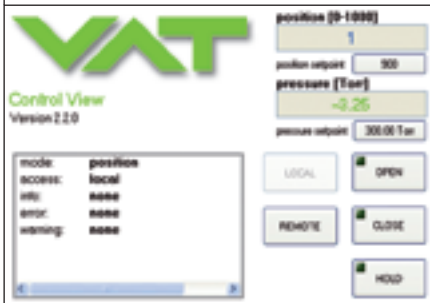 VAT
position [0-1000]
1
position setpoint 900
pressure [Torr]
-3.25
pressure setpoint 300.00 Torr
Control View
Version 2.2.0
mode: position
access: local
info: none
error: none
warning: none
LOCAL
OPEN
REMOTE
CLOSE
HOLD